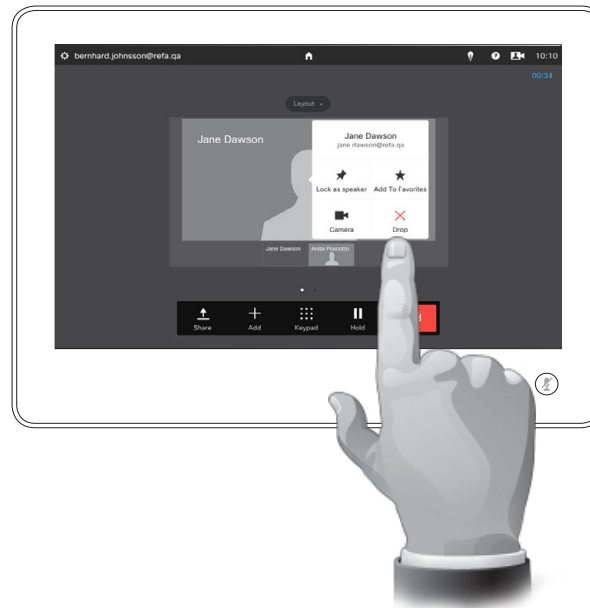 bernhard.johnsson@refa.qa
10:10
00:34
Layout
Jane Dawson
Jane Dawson
jane.dawson@refa.qa
Lock as speaker
Add To Favorites
Camera
Drop
Jane Dawson
Anita Poscotto
Share
Add
Keypad
Hold